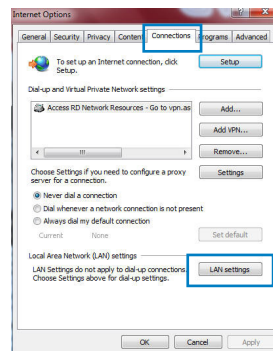 Internet Options
General Security Privacy Content Connections Programs Advanced
To set up an Internet connection, click
Setup.
Setup
Dial-up and Virtual Private Network settings
Access RD Network Resources - Go to vpn.as
Add...
Add VPN...
Remove...
Choose Settings if you need to configure a proxy
server for a connection.
Settings
Never dial a connection
Dial whenever a network connection is not present
Always dial my default connection
Current None
Set default
Local Area Network (LAN) settings
LAN Settings do not apply to dial-up connections.
Choose Settings above for dial-up settings.
LAN settings
OK Cancel Apply